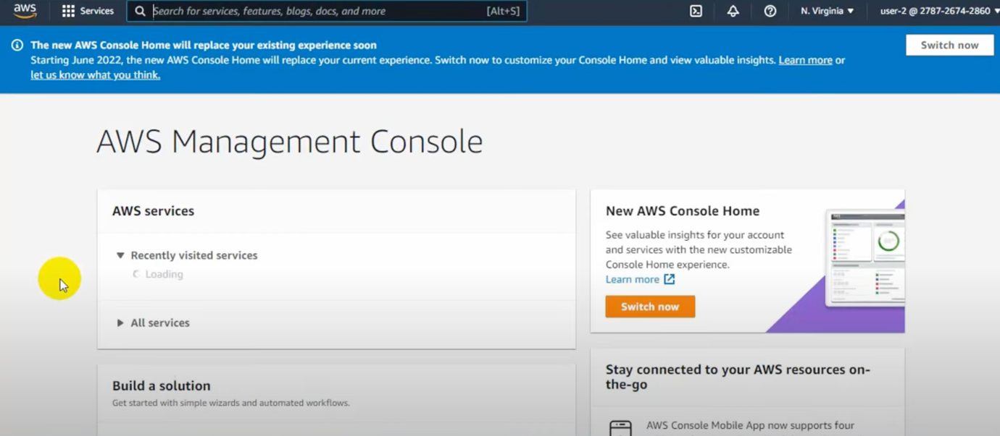 aws
Services
Search for services, features, blogs, docs, and more
[Alt+S]
N. Virginia
user-2 @ 2787-2674-2860
The new AWS Console Home will replace your existing experience soon
Starting June 2022, the new AWS Console Home will replace your current experience. Switch now to customize your Console Home and view valuable insights. Learn more or
let us know what you think.
Switch now
AWS Management Console
AWS services
Recently visited services
Loading
All services
Build a solution
Get started with simple wizards and automated workflows.
New AWS Console Home
See valuable insights for your account
and services with the new customizable
Console Home experience.
Learn more
Switch now
Stay connected to your AWS resources on-
the-go
AWS Console Mobile App now supports four